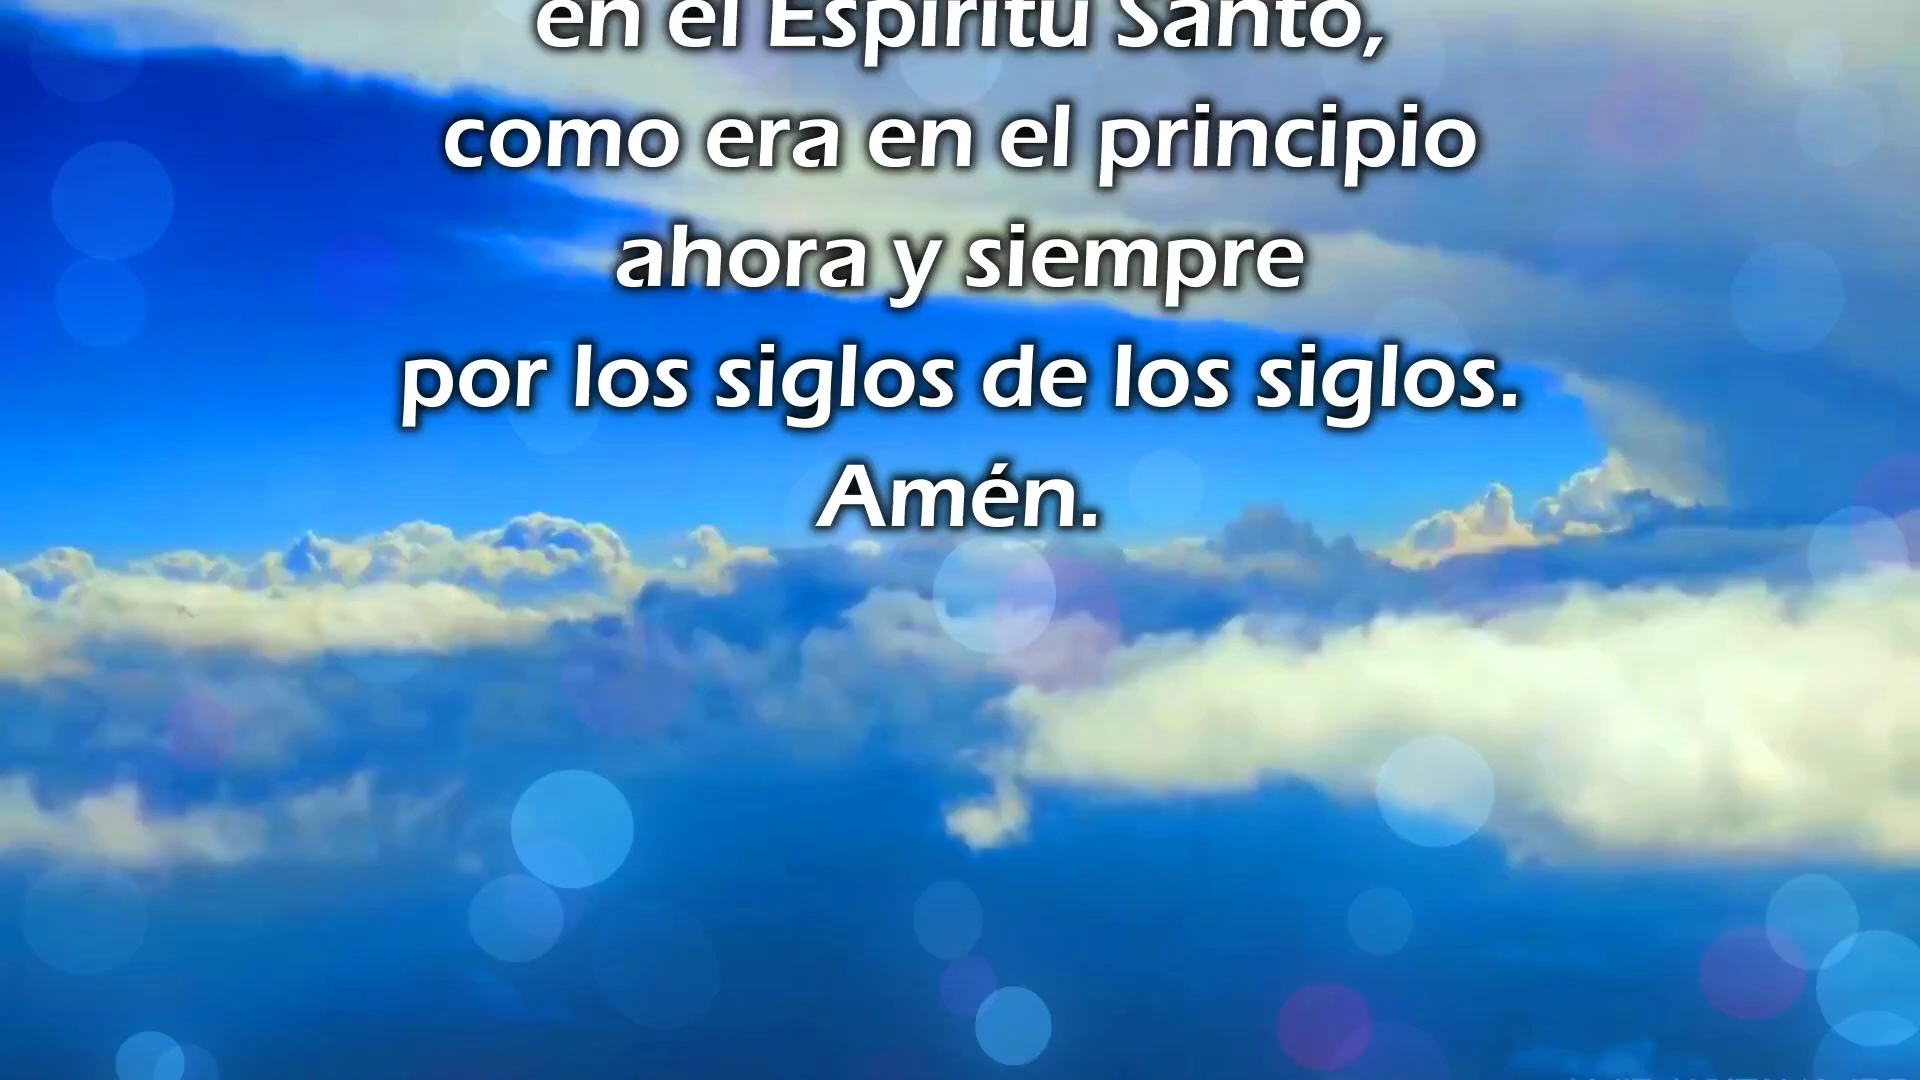 en el Espíritu Santo,
como era en el principio
ahora y siempre
por los siglos de los siglos.
Amén.